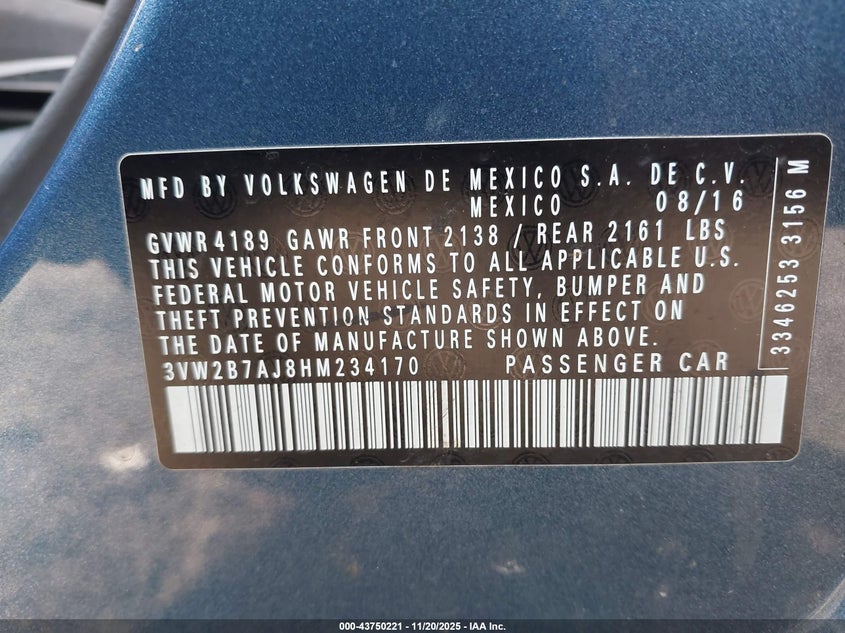 MFD BY VOLKSWAGEN DE MEXICO S.A. DE C.V.
MEXICO 08/16
GVWR 4189 GAWR FRONT 2138 / REAR 2161 LBS
THIS VEHICLE CONFORMS TO ALL APPLICABLE U.S.
FEDERAL MOTOR VEHICLE SAFETY, BUMPER AND
THEFT PREVENTION STANDARDS IN EFFECT ON
THE DATE OF MANUFACTURE SHOWN ABOVE.
3VW2B7AJ8HM234170 PASSENGER CAR
3346253 3156 M
000-43750221 - 11/20/2025 - IAA Inc.